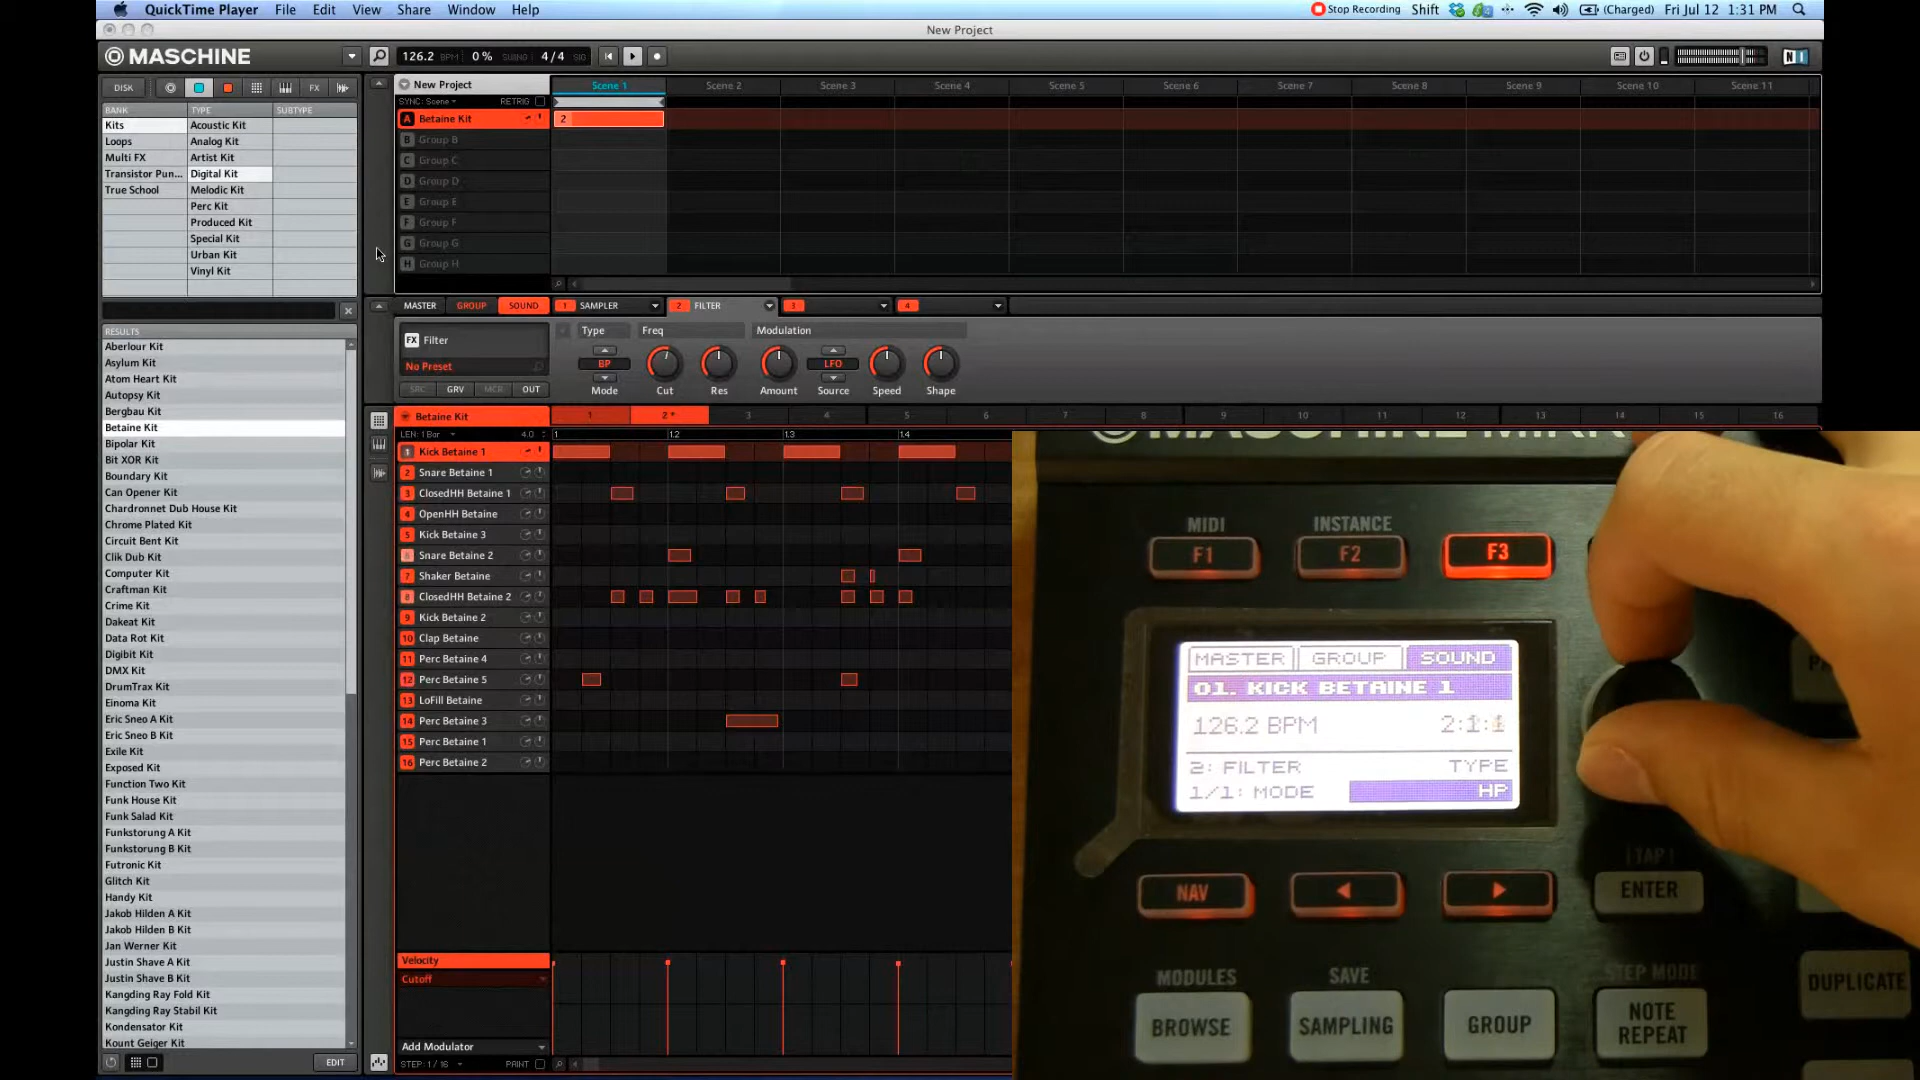 QuickTime Player File Edit View Share Window Help
Stop Recording Shift (Charged) Fri Jul 12 1:31 PM
New Project
MASCHINE
126.2 BPM 0% SWING 4/4 SIG
DISK FX
BANK TYPE SUBTYPE
Kits Acoustic Kit
Loops Analog Kit
Multi FX Artist Kit
Transistor Pun... Digital Kit
True School Melodic Kit
Perc Kit
Produced Kit
Special Kit
Urban Kit
Vinyl Kit
RESULTS
Aberlour Kit
Asylum Kit
Atom Heart Kit
Autopsy Kit
Bergbau Kit
Betaine Kit
Bipolar Kit
Bit XOR Kit
Boundary Kit
Can Opener Kit
Chardronnet Dub House Kit
Chrome Plated Kit
Circuit Bent Kit
Clik Dub Kit
Computer Kit
Craftman Kit
Crime Kit
Dakeat Kit
Data Rot Kit
Digibit Kit
DMX Kit
DrumTrax Kit
Einoma Kit
Eric Sneo A Kit
Eric Sneo B Kit
Exile Kit
Exposed Kit
Function Two Kit
Funk House Kit
Funk Salad Kit
Funkstorung A Kit
Funkstorung B Kit
Futronic Kit
Glitch Kit
Handy Kit
Jakob Hilden A Kit
Jakob Hilden B Kit
Jan Werner Kit
Justin Shave A Kit
Justin Shave B Kit
Kangding Ray Fold Kit
Kangding Ray Stabil Kit
Kondensator Kit
Kount Geiger Kit
EDIT
New Project Scene 1 Scene 2 Scene 3 Scene 4 Scene 5 Scene 6 Scene 7 Scene 8 Scene 9 Scene 10 Scene 11
SYNC: Scene RETRIG
A Betaine Kit 2
B Group B
C Group C
D Group D
E Group E
F Group F
G Group G
H Group H
MASTER GROUP SOUND 1 SAMPLER 2 FILTER 3 4
FX Filter
No Preset
SRC GRV MCR OUT
Type Freq Modulation
BP LFO
Mode Cut Res Amount Source Speed Shape
Betaine Kit 1 2* 3 4 5 6 7 8 9 10 11 12 13 14 15 16
LEN: 1 Bar 4.0 1 1.2 1.3 1.4
1 Kick Betaine 1
2 Snare Betaine 1
3 ClosedHH Betaine 1
4 OpenHH Betaine
5 Kick Betaine 3
6 Snare Betaine 2
7 Shaker Betaine
8 ClosedHH Betaine 2
9 Kick Betaine 2
10 Clap Betaine
11 Perc Betaine 4
12 Perc Betaine 5
13 LoFill Betaine
14 Perc Betaine 3
15 Perc Betaine 1
16 Perc Betaine 2
Velocity
Cutoff
Add Modulator
STEP: 1/16 PRINT
MASCHINE MIKR
MIDI INSTANCE
F1 F2 F3
MASTER GROUP SOUND
01. KICK BETAINE 1
126.2 BPM 2:1:1
2: FILTER TYPE
1/1: MODE HP
[TAP]
NAV ENTER
MODULES SAVE STEP MODE
BROWSE SAMPLING GROUP NOTE REPEAT
DUPLICATE